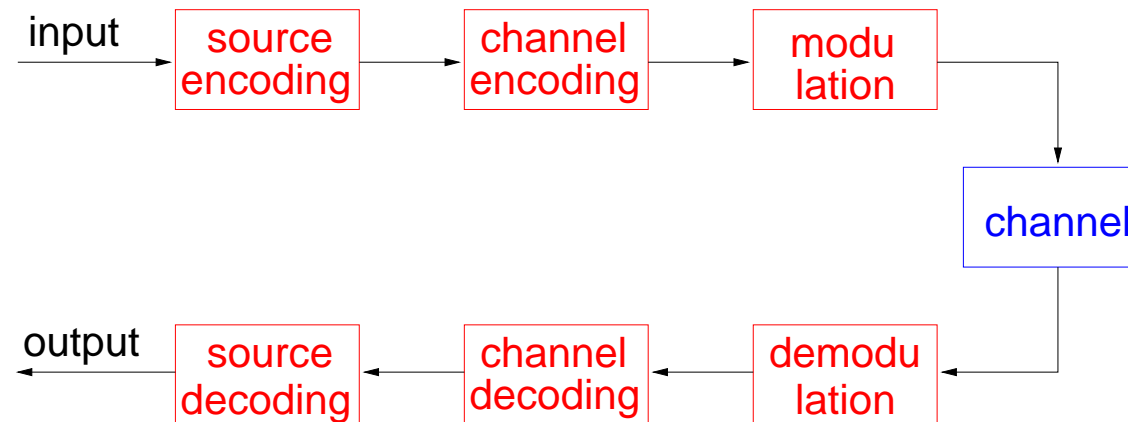 input
source
encoding
channel
encoding
modu
lation
channel
output
source
decoding
channel
decoding
demodu
lation